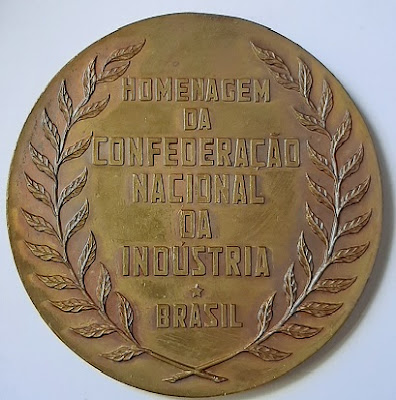 HOMENAGEM
DA
CONFEDERAÇÃO
NACIONAL
DA
INDÚSTRIA
BRASIL